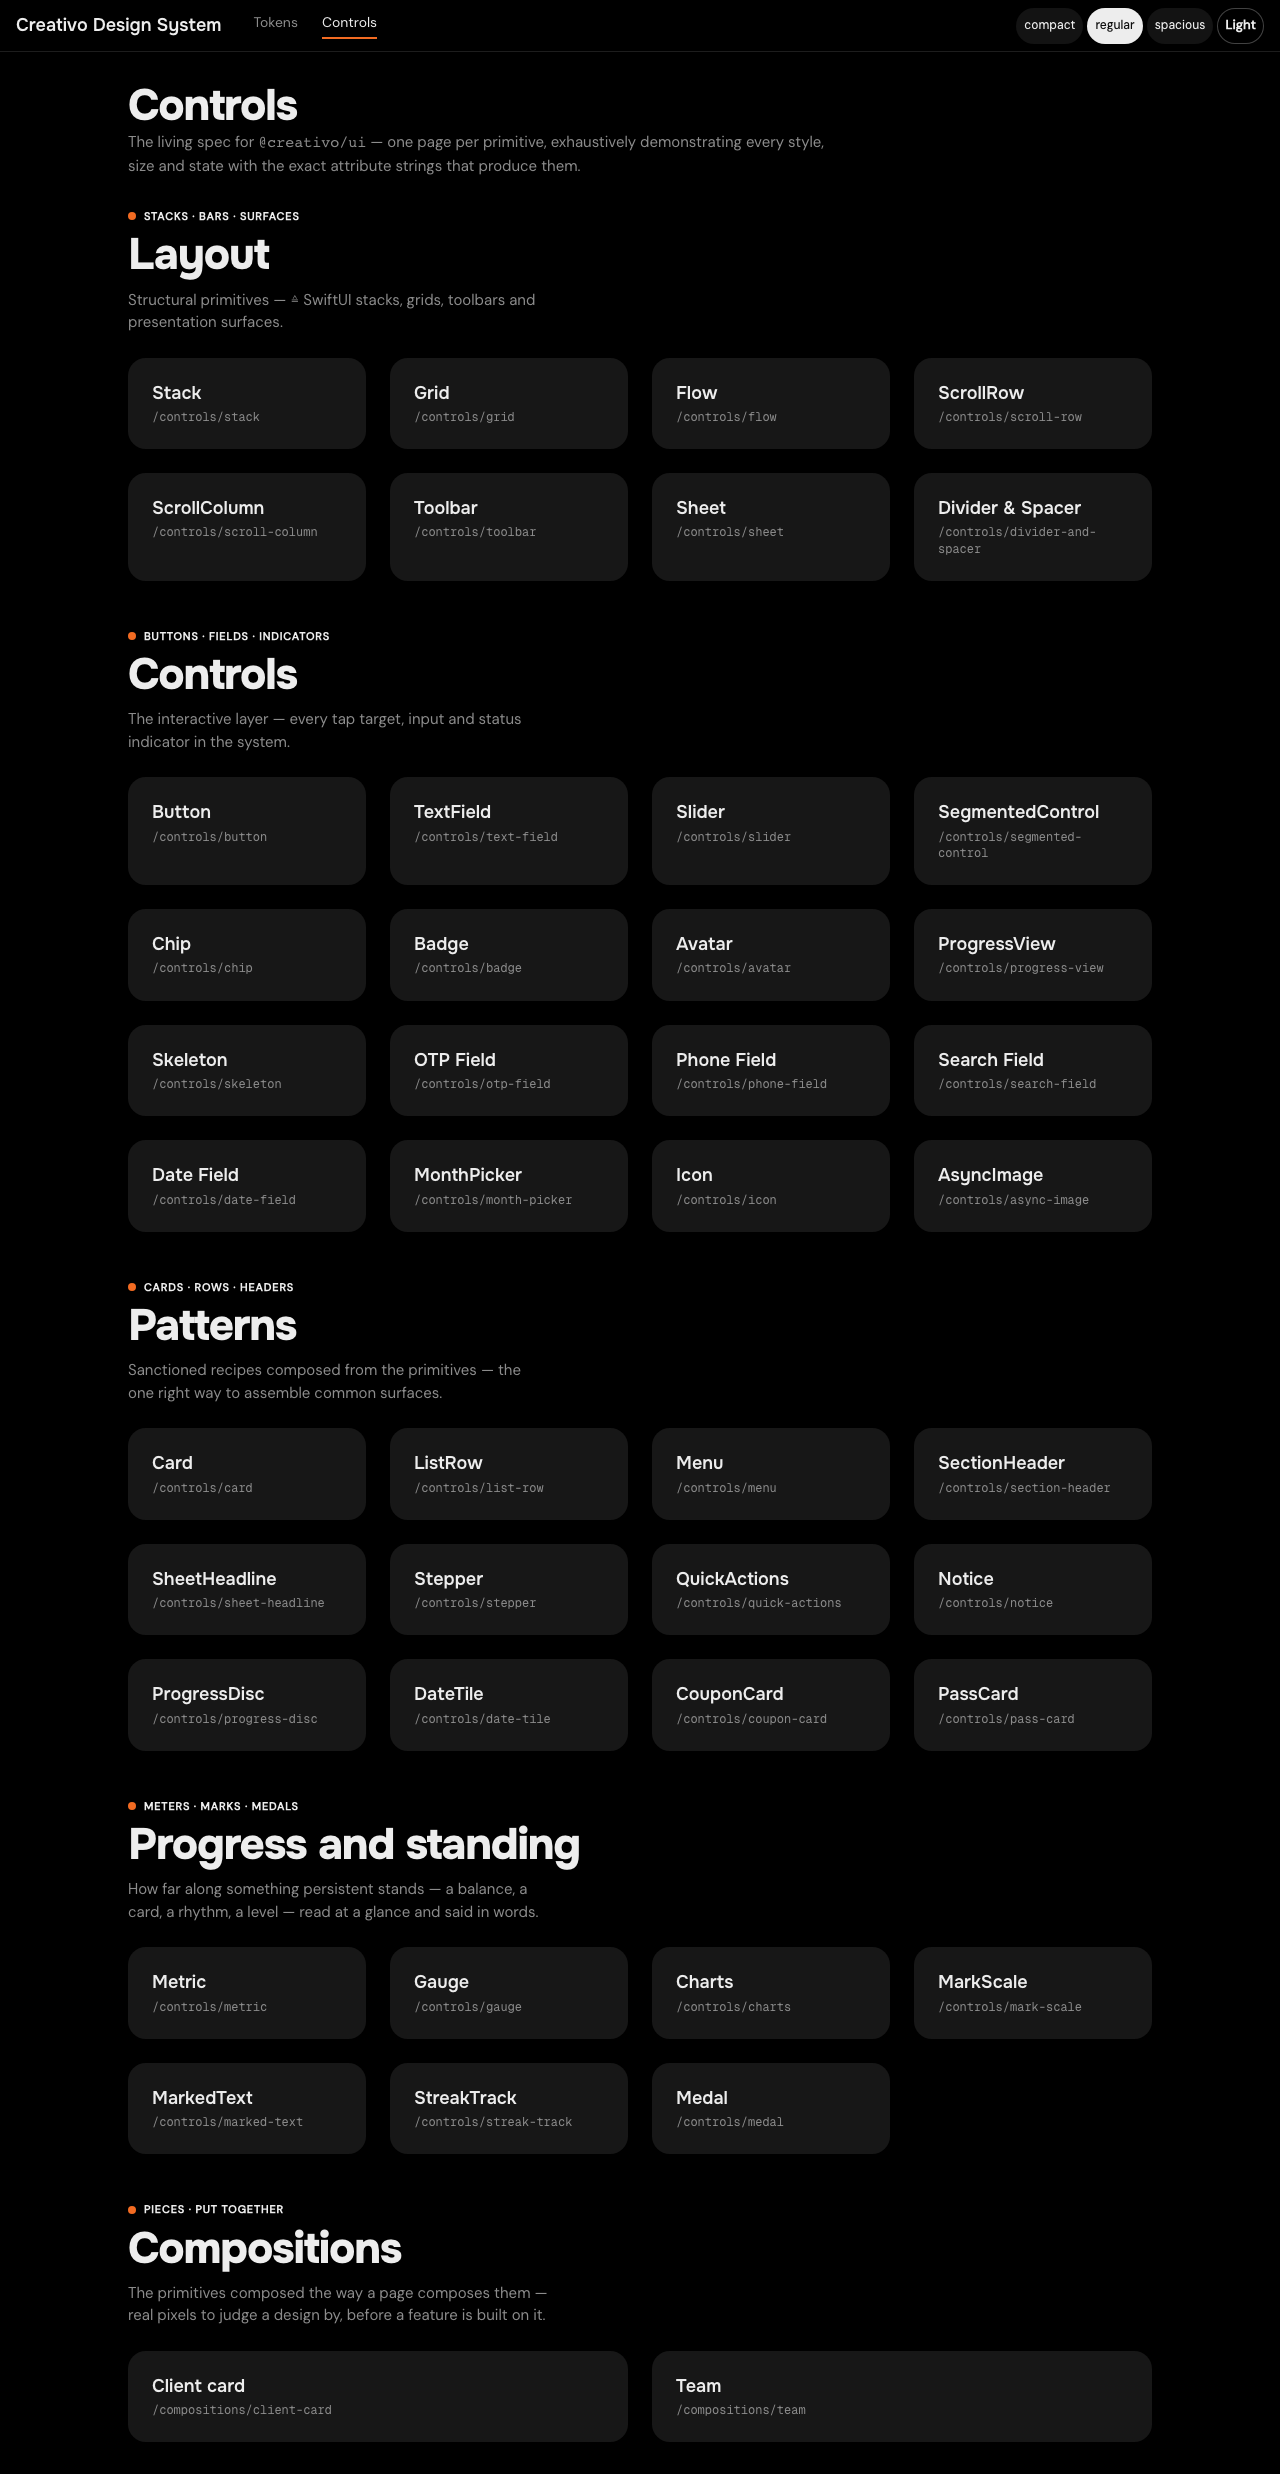 Creativo Design System
Tokens
Controls
compact
regular
spacious
Light
Controls
The living spec for @creativo/ui — one page per primitive, exhaustively demonstrating every style,
size and state with the exact attribute strings that produce them.
STACKS · BARS · SURFACES
Layout
Structural primitives — ≙ SwiftUI stacks, grids, toolbars and
presentation surfaces.
Stack
/controls/stack
Grid
/controls/grid
Flow
/controls/flow
ScrollRow
/controls/scroll-row
ScrollColumn
/controls/scroll-column
Toolbar
/controls/toolbar
Sheet
/controls/sheet
Divider & Spacer
/controls/divider-and-
spacer
BUTTONS · FIELDS · INDICATORS
Controls
The interactive layer — every tap target, input and status
indicator in the system.
Button
/controls/button
TextField
/controls/text-field
Slider
/controls/slider
SegmentedControl
/controls/segmented-
control
Chip
/controls/chip
Badge
/controls/badge
Avatar
/controls/avatar
ProgressView
/controls/progress-view
Skeleton
/controls/skeleton
OTP Field
/controls/otp-field
Phone Field
/controls/phone-field
Search Field
/controls/search-field
Date Field
/controls/date-field
MonthPicker
/controls/month-picker
Icon
/controls/icon
AsyncImage
/controls/async-image
CARDS · ROWS · HEADERS
Patterns
Sanctioned recipes composed from the primitives — the
one right way to assemble common surfaces.
Card
/controls/card
ListRow
/controls/list-row
Menu
/controls/menu
SectionHeader
/controls/section-header
SheetHeadline
/controls/sheet-headline
Stepper
/controls/stepper
QuickActions
/controls/quick-actions
Notice
/controls/notice
ProgressDisc
/controls/progress-disc
DateTile
/controls/date-tile
CouponCard
/controls/coupon-card
PassCard
/controls/pass-card
METERS · MARKS · MEDALS
Progress and standing
How far along something persistent stands — a balance, a
card, a rhythm, a level — read at a glance and said in words.
Metric
/controls/metric
Gauge
/controls/gauge
Charts
/controls/charts
MarkScale
/controls/mark-scale
MarkedText
/controls/marked-text
StreakTrack
/controls/streak-track
Medal
/controls/medal
PIECES · PUT TOGETHER
Compositions
The primitives composed the way a page composes them —
real pixels to judge a design by, before a feature is built on it.
Client card
/compositions/client-card
Team
/compositions/team